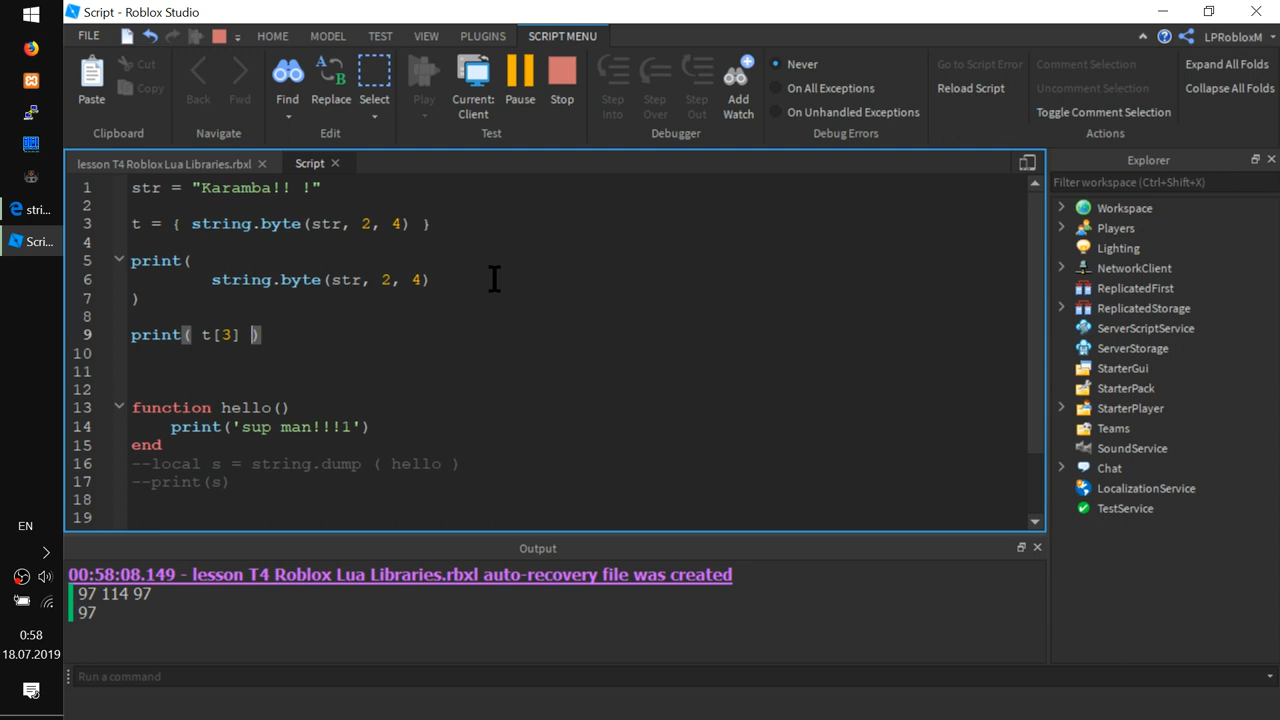 Script - Roblox Studio
FILE HOME MODEL TEST VIEW PLUGINS SCRIPT MENU LPRobloxM
Paste Cut Copy Back Fwd Find Replace Select Play Current: Client Pause Stop Step Into Step Over Step Out Add Watch
Never
On All Exceptions
On Unhandled Exceptions
Go to Script Error
Reload Script
Comment Selection
Uncomment Selection
Toggle Comment Selection
Expand All Folds
Collapse All Folds
Clipboard Navigate Edit Test Debugger Debug Errors Actions
lesson T4 Roblox Lua Libraries.rbxl Script
1 str = "Karamba!! !"
2
3 t = { string.byte(str, 2, 4) }
4
5 print(
6 string.byte(str, 2, 4)
7 )
8
9 print( t[3] )
10
11
12
13 function hello()
14 print('sup man!!!1')
15 end
16 --local s = string.dump ( hello )
17 --print(s)
18
19
Explorer
Filter workspace (Ctrl+Shift+X)
Workspace
Players
Lighting
NetworkClient
ReplicatedFirst
ReplicatedStorage
ServerScriptService
ServerStorage
StarterGui
StarterPack
StarterPlayer
Teams
SoundService
Chat
LocalizationService
TestService
Output
00:58:08.149 - lesson T4 Roblox Lua Libraries.rbxl auto-recovery file was created
97 114 97
97
Run a command
stri...
Scri...
EN
0:58
18.07.2019